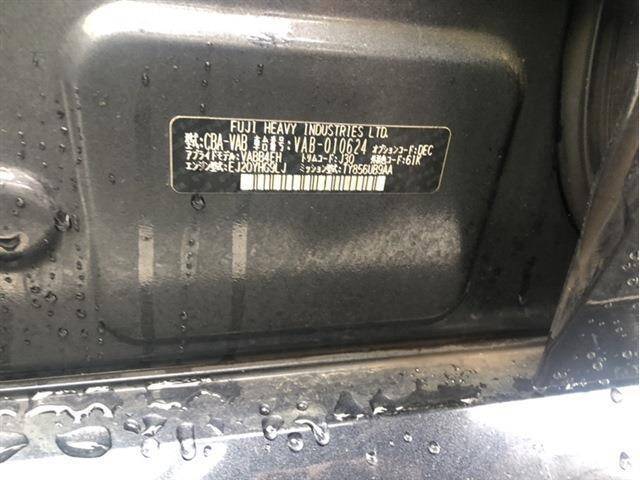 FUJI HEAVY INDUSTRIES LTD.
型式:CBA-VAB 車台番号:VAB-010624 オプションコード:DEC
アプライドモデル:VABB4EH トリムコード:J30 外装色コード:61K
エンジン型式:EJ20YHG9LJ ミッション型式:TY856UB9AA